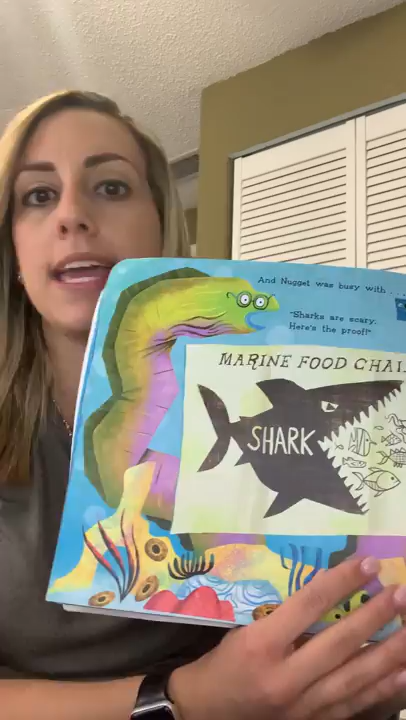 And Nugget was busy with . . .
"Sharks are scary.
Here's the proof!"
MARINE FOOD CHAI
SHARK